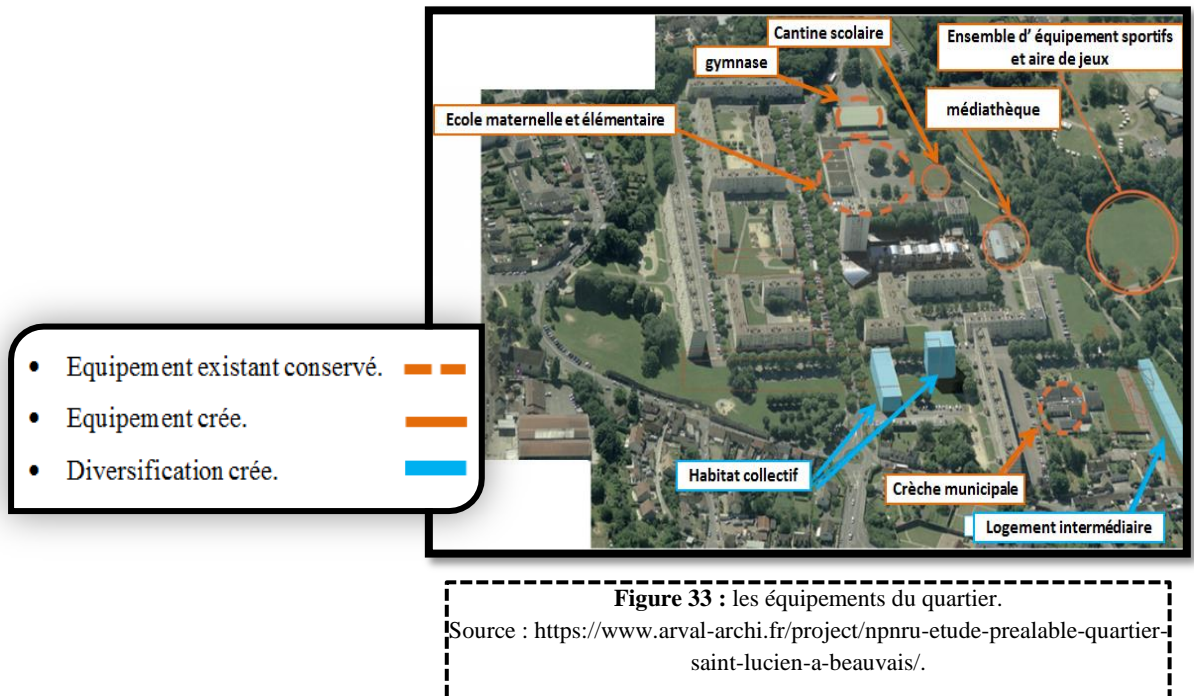 Cantine scolaire
Ensemble d' équipement sportifs
et aire de jeux
gymnase
médiathèque
Ecole maternelle et élémentaire
• Equipement existant conservé.
• Equipement crée.
• Diversification crée.
Habitat collectif
Crèche municipale
Logement intermédiaire
Figure 33 : les équipements du quartier.
Source : https://www.arval-archi.fr/project/npnru-etude-prealable-quartier-
saint-lucien-a-beauvais/.